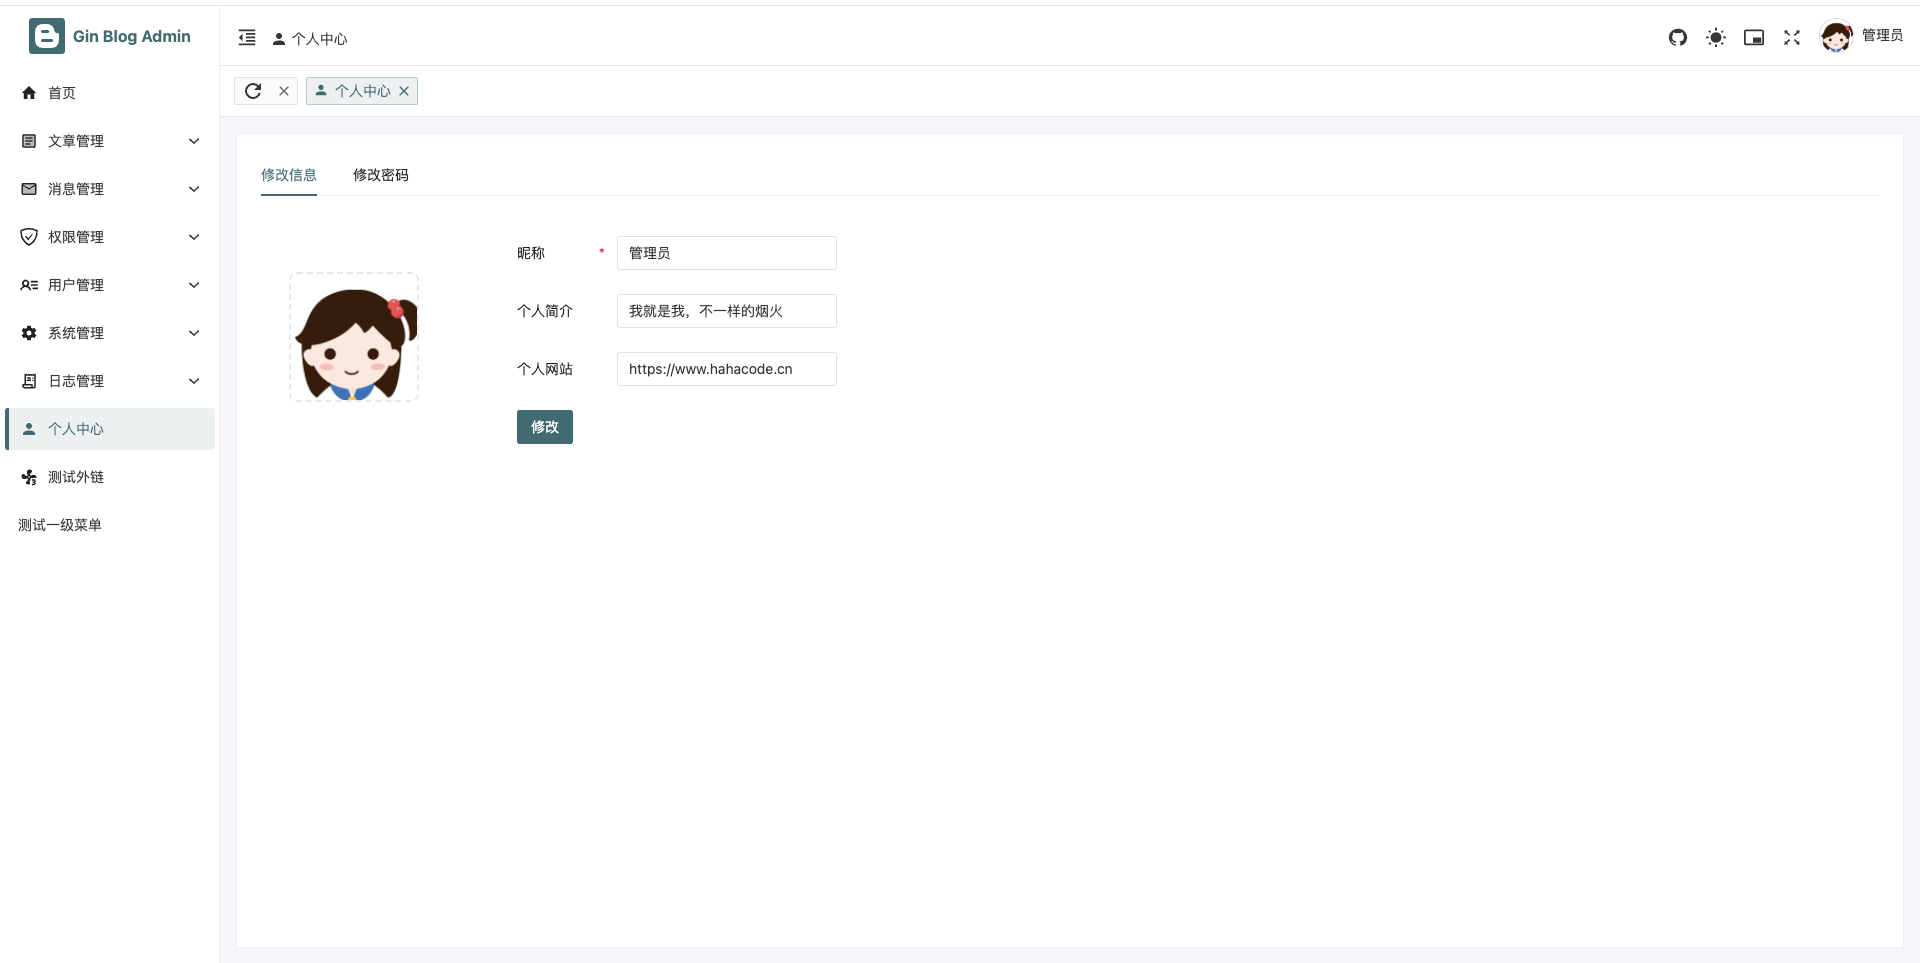 Gin Blog Admin
首页
文章管理
消息管理
权限管理
用户管理
系统管理
日志管理
个人中心
测试外链
测试一级菜单
个人中心
管理员
个人中心
修改信息
修改密码
昵称 * 管理员
个人简介 我就是我，不一样的烟火
个人网站 https://www.hahacode.cn
修改